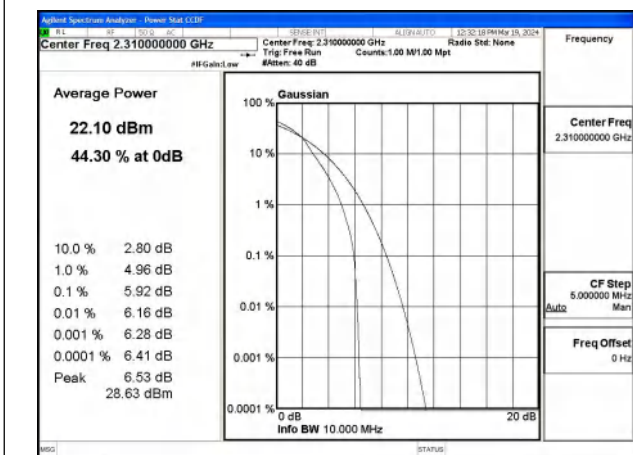 Agilent Spectrum Analyzer - Power Stat CCDF
RL RF 50 Ω AC SENSE:INT ALIGN AUTO 12:32:18 PM Mar 19, 2024
Center Freq 2.310000000 GHz
Center Freq: 2.310000000 GHz Radio Std: None
Trig: Free Run Counts:1.00 M/1.00 Mpt
#IFGain:Low #Atten: 40 dB
Frequency
Average Power
22.10 dBm
44.30 % at 0dB
10.0 % 2.80 dB
1.0 % 4.96 dB
0.1 % 5.92 dB
0.01 % 6.16 dB
0.001 % 6.28 dB
0.0001 % 6.41 dB
Peak 6.53 dB
28.63 dBm
Gaussian
100 %
10 %
1 %
0.1 %
0.01 %
0.001 %
0.0001 %
0 dB 20 dB
Info BW 10.000 MHz
Center Freq
2.310000000 GHz
CF Step
5.000000 MHz
Auto Man
Freq Offset
0 Hz
MSG STATUS